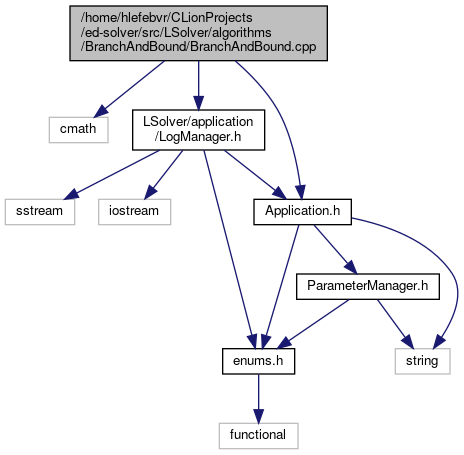 /home/hlefebvr/CLionProjects
/ed-solver/src/LSolver/algorithms
/BranchAndBound/BranchAndBound.cpp
cmath
LSolver/application
/LogManager.h
sstream
iostream
Application.h
ParameterManager.h
enums.h
string
functional